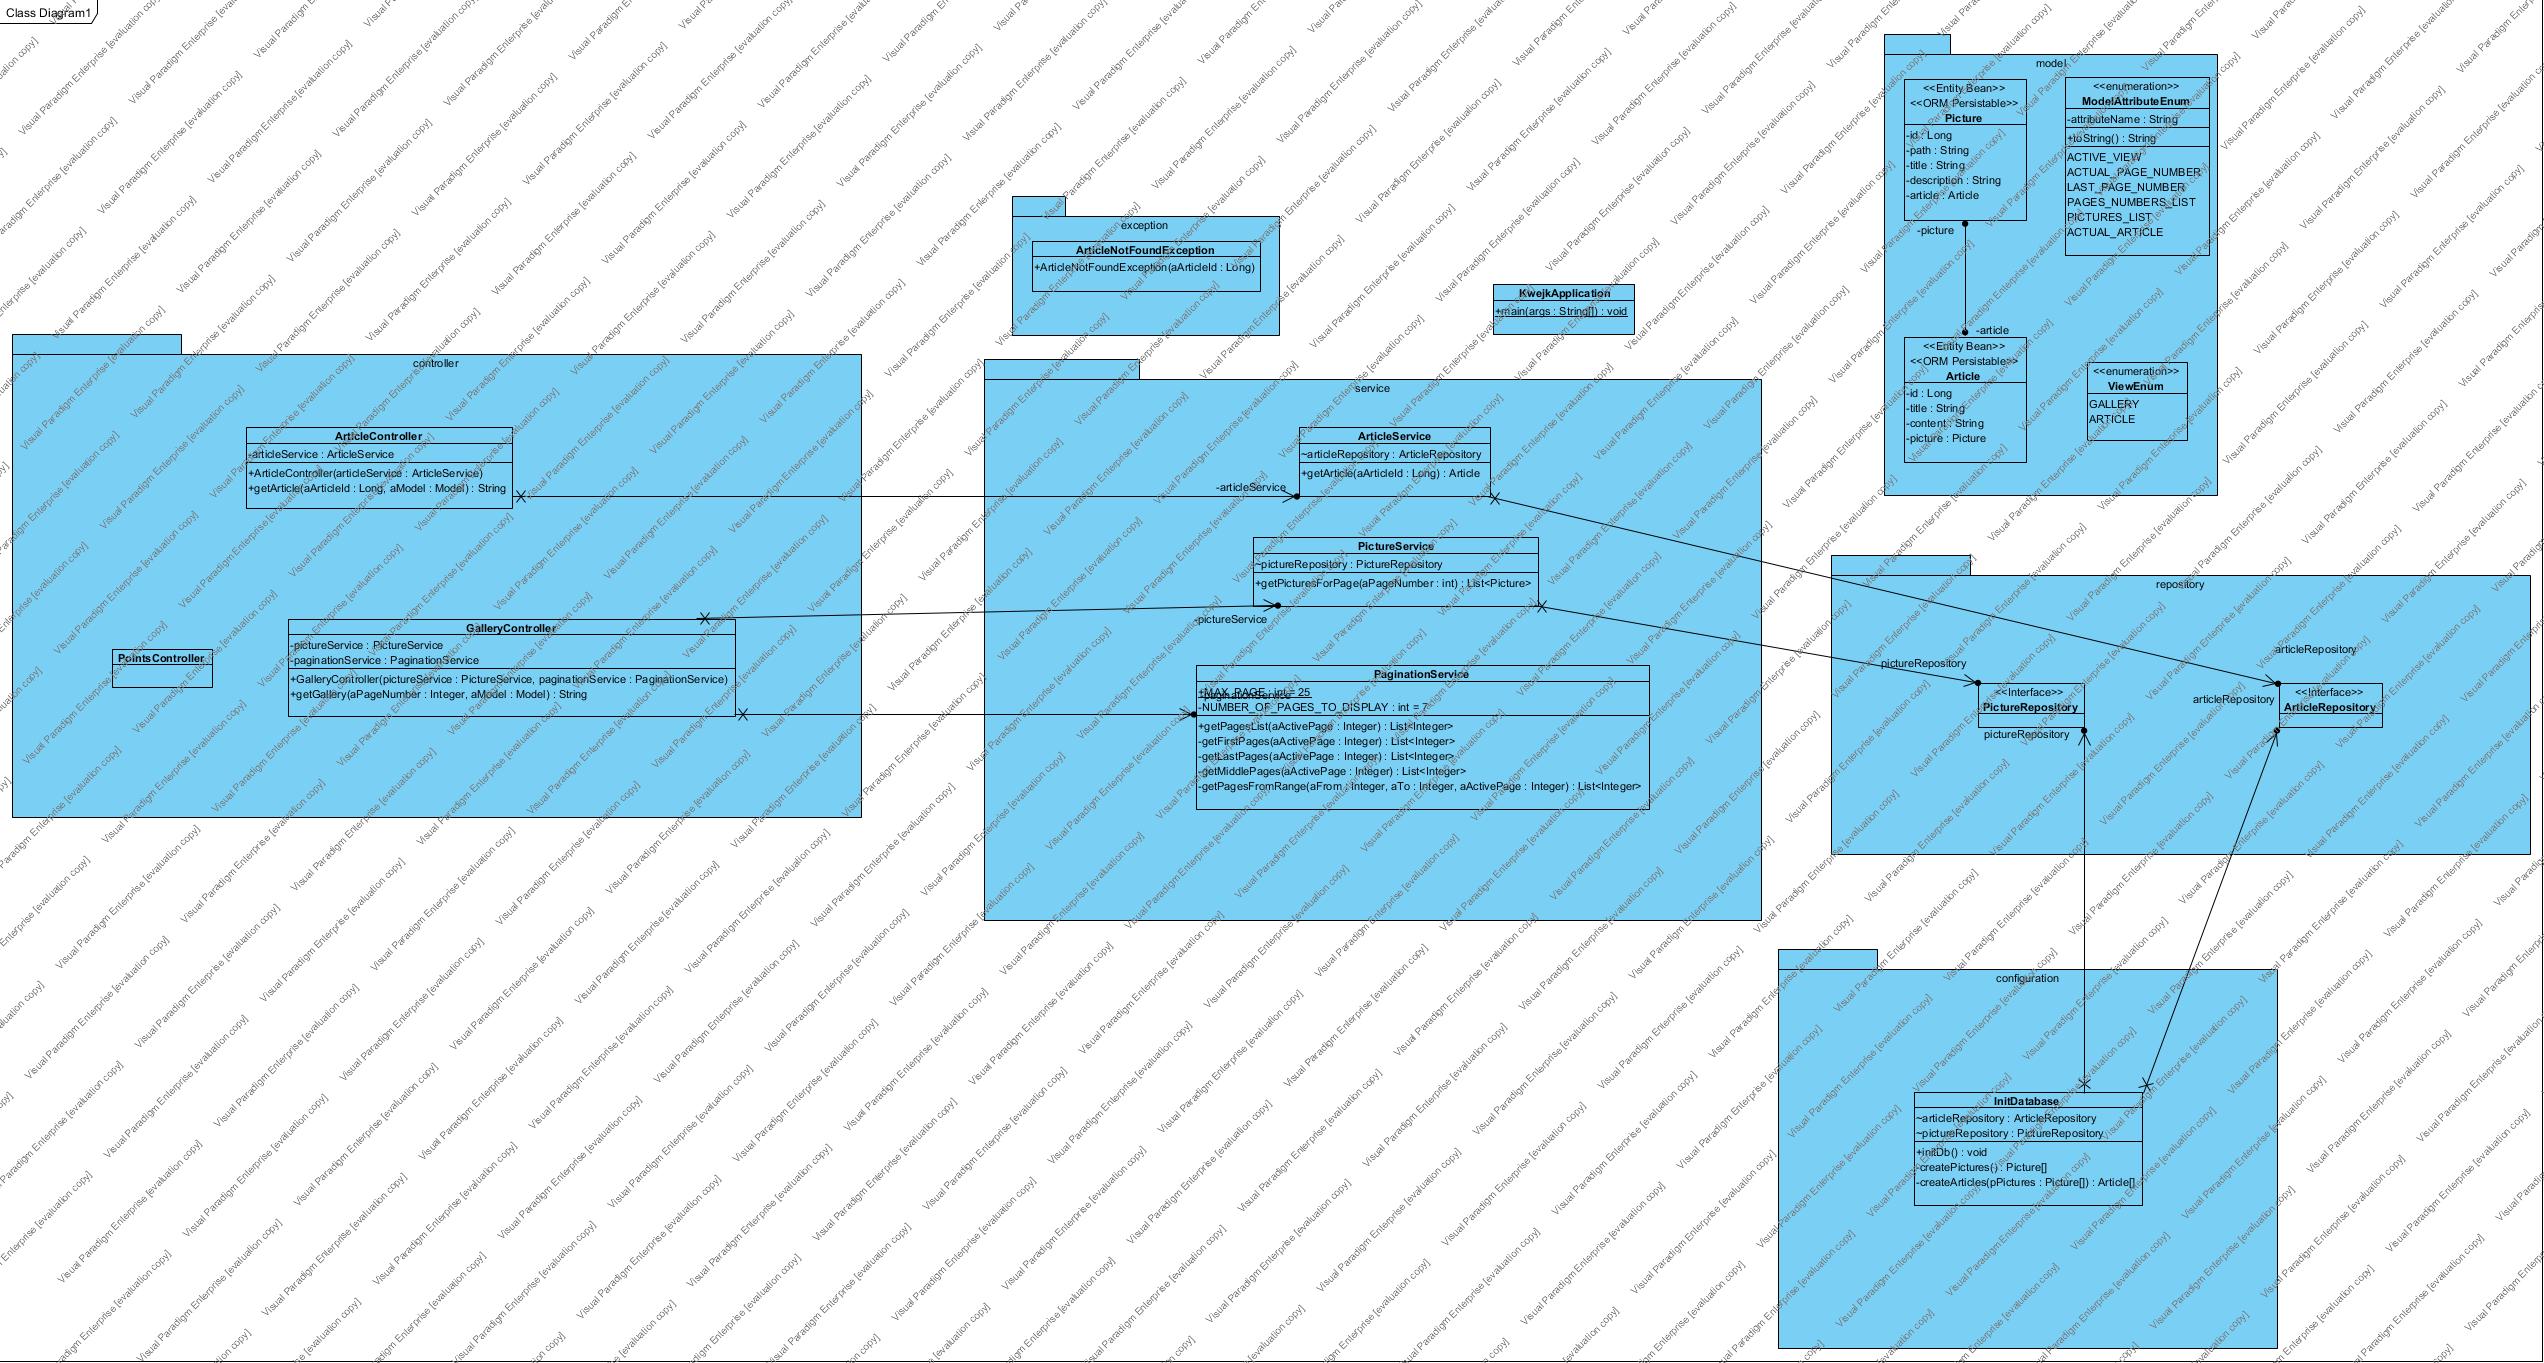 Class Diagram1
model
<<Entity Bean>>
<<ORM Persistable>>
Picture
-id : Long
-path : String
-title : String
-description : String
-article : Article
<<enumeration>>
ModelAttributeEnum
-attributeName : String
+toString() : String
ACTIVE_VIEW
ACTUAL_PAGE_NUMBER
LAST_PAGE_NUMBER
PAGES_NUMBERS_LIST
PICTURES_LIST
ACTUAL_ARTICLE
-picture
-article
<<Entity Bean>>
<<ORM Persistable>>
Article
-id : Long
-title : String
-content : String
-picture : Picture
<<enumeration>>
ViewEnum
GALLERY
ARTICLE
exception
ArticleNotFoundException
+ArticleNotFoundException(aArticleId : Long)
KwejkApplication
+main(args : String[]) : void
controller
ArticleController
-articleService : ArticleService
+ArticleController(articleService : ArticleService)
+getArticle(aArticleId : Long, aModel : Model) : String
PointsController
GalleryController
-pictureService : PictureService
-paginationService : PaginationService
+GalleryController(pictureService : PictureService, paginationService : PaginationService)
+getGallery(aPageNumber : Integer, aModel : Model) : String
service
-articleService
ArticleService
~articleRepository : ArticleRepository
+getArticle(aArticleId : Long) : Article
PictureService
~pictureRepository : PictureRepository
+getPicturesForPage(aPageNumber : int) : List<Picture>
-pictureService
PaginationService
+MAX_PAGE : int = 25
-paginationService
-NUMBER_OF_PAGES_TO_DISPLAY : int = 7
+getPagesList(aActivePage : Integer) : List<Integer>
-getFirstPages(aActivePage : Integer) : List<Integer>
-getLastPages(aActivePage : Integer) : List<Integer>
-getMiddlePages(aActivePage : Integer) : List<Integer>
-getPagesFromRange(aFrom : Integer, aTo : Integer, aActivePage : Integer) : List<Integer>
repository
articleRepository
pictureRepository
<<Interface>>
PictureRepository
pictureRepository
articleRepository
<<Interface>>
ArticleRepository
configuration
InitDatabase
~articleRepository : ArticleRepository
~pictureRepository : PictureRepository
+initDb() : void
-createPictures() : Picture[]
-createArticles(pPictures : Picture[]) : Article[]
Visual Paradigm Enterprise [evaluation copy]